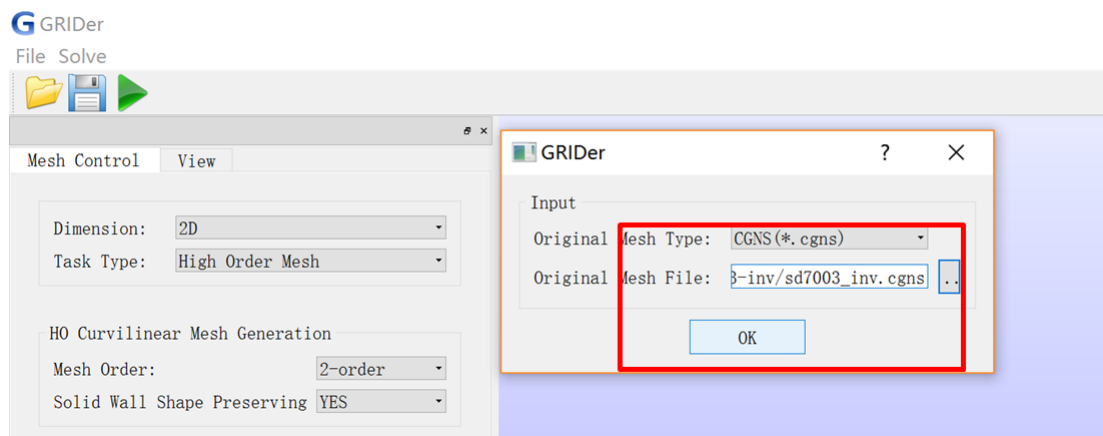 GRIDer
File Solve
Mesh Control View
Dimension: 2D
Task Type: High Order Mesh
HO Curvilinear Mesh Generation
Mesh Order: 2-order
Solid Wall Shape Preserving YES
GRIDer ?
Input
Original Mesh Type: CGNS(*.cgns)
Original Mesh File: 3-inv/sd7003_inv.cgns ..
OK